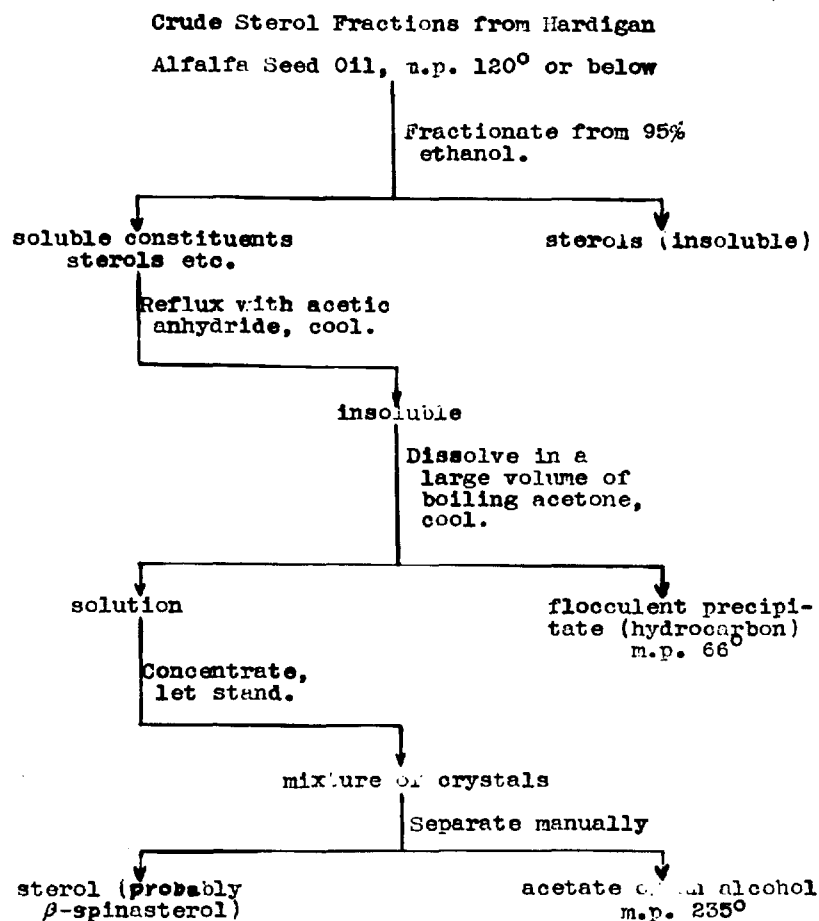 Crude Sterol Fractions from Hardigan
Alfalfa Seed Oil, m.p. 120° or below
Fractionate from 95%
ethanol.
soluble constituents
sterols etc.
sterols (insoluble)
Reflux with acetic
anhydride, cool.
insoluble
Dissolve in a
large volume of
boiling acetone,
cool.
solution
flocculent precipi-
tate (hydrocarbon)
m.p. 66°
Concentrate,
let stand.
mixture of crystals
Separate manually
sterol (probably
β-spinasterol)
acetate of an alcohol
m.p. 235°